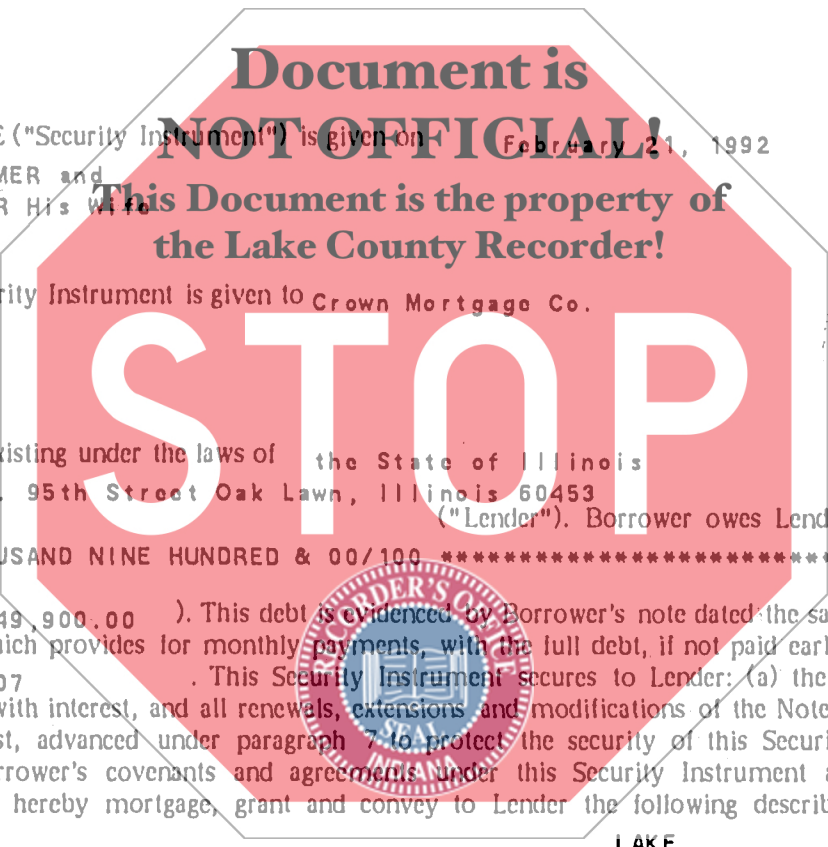 Document is
NOT OFFICIAL!
This Document is the property of
the Lake County Recorder!
STOP
RECORDER'S OFFICE
SEAL
INDIANA
("Security Instrument") is given on February 21, 1992
MER and
R His Wife
rity Instrument is given to Crown Mortgage Co.
isting under the laws of the State of Illinois
. 95th Street Oak Lawn, Illinois 60453
("Lender"). Borrower owes Lend
USAND NINE HUNDRED & 00/100 **************************
49,900.00 ). This debt is evidenced by Borrower's note dated the sa
ich provides for monthly payments, with the full debt, if not paid earl
07 . This Security Instrument secures to Lender: (a) the
with interest, and all renewals, extensions and modifications of the Note
st, advanced under paragraph 7 to protect the security of this Securi
rrower's covenants and agreements under this Security Instrument a
hereby mortgage, grant and convey to Lender the following describ
LAKE